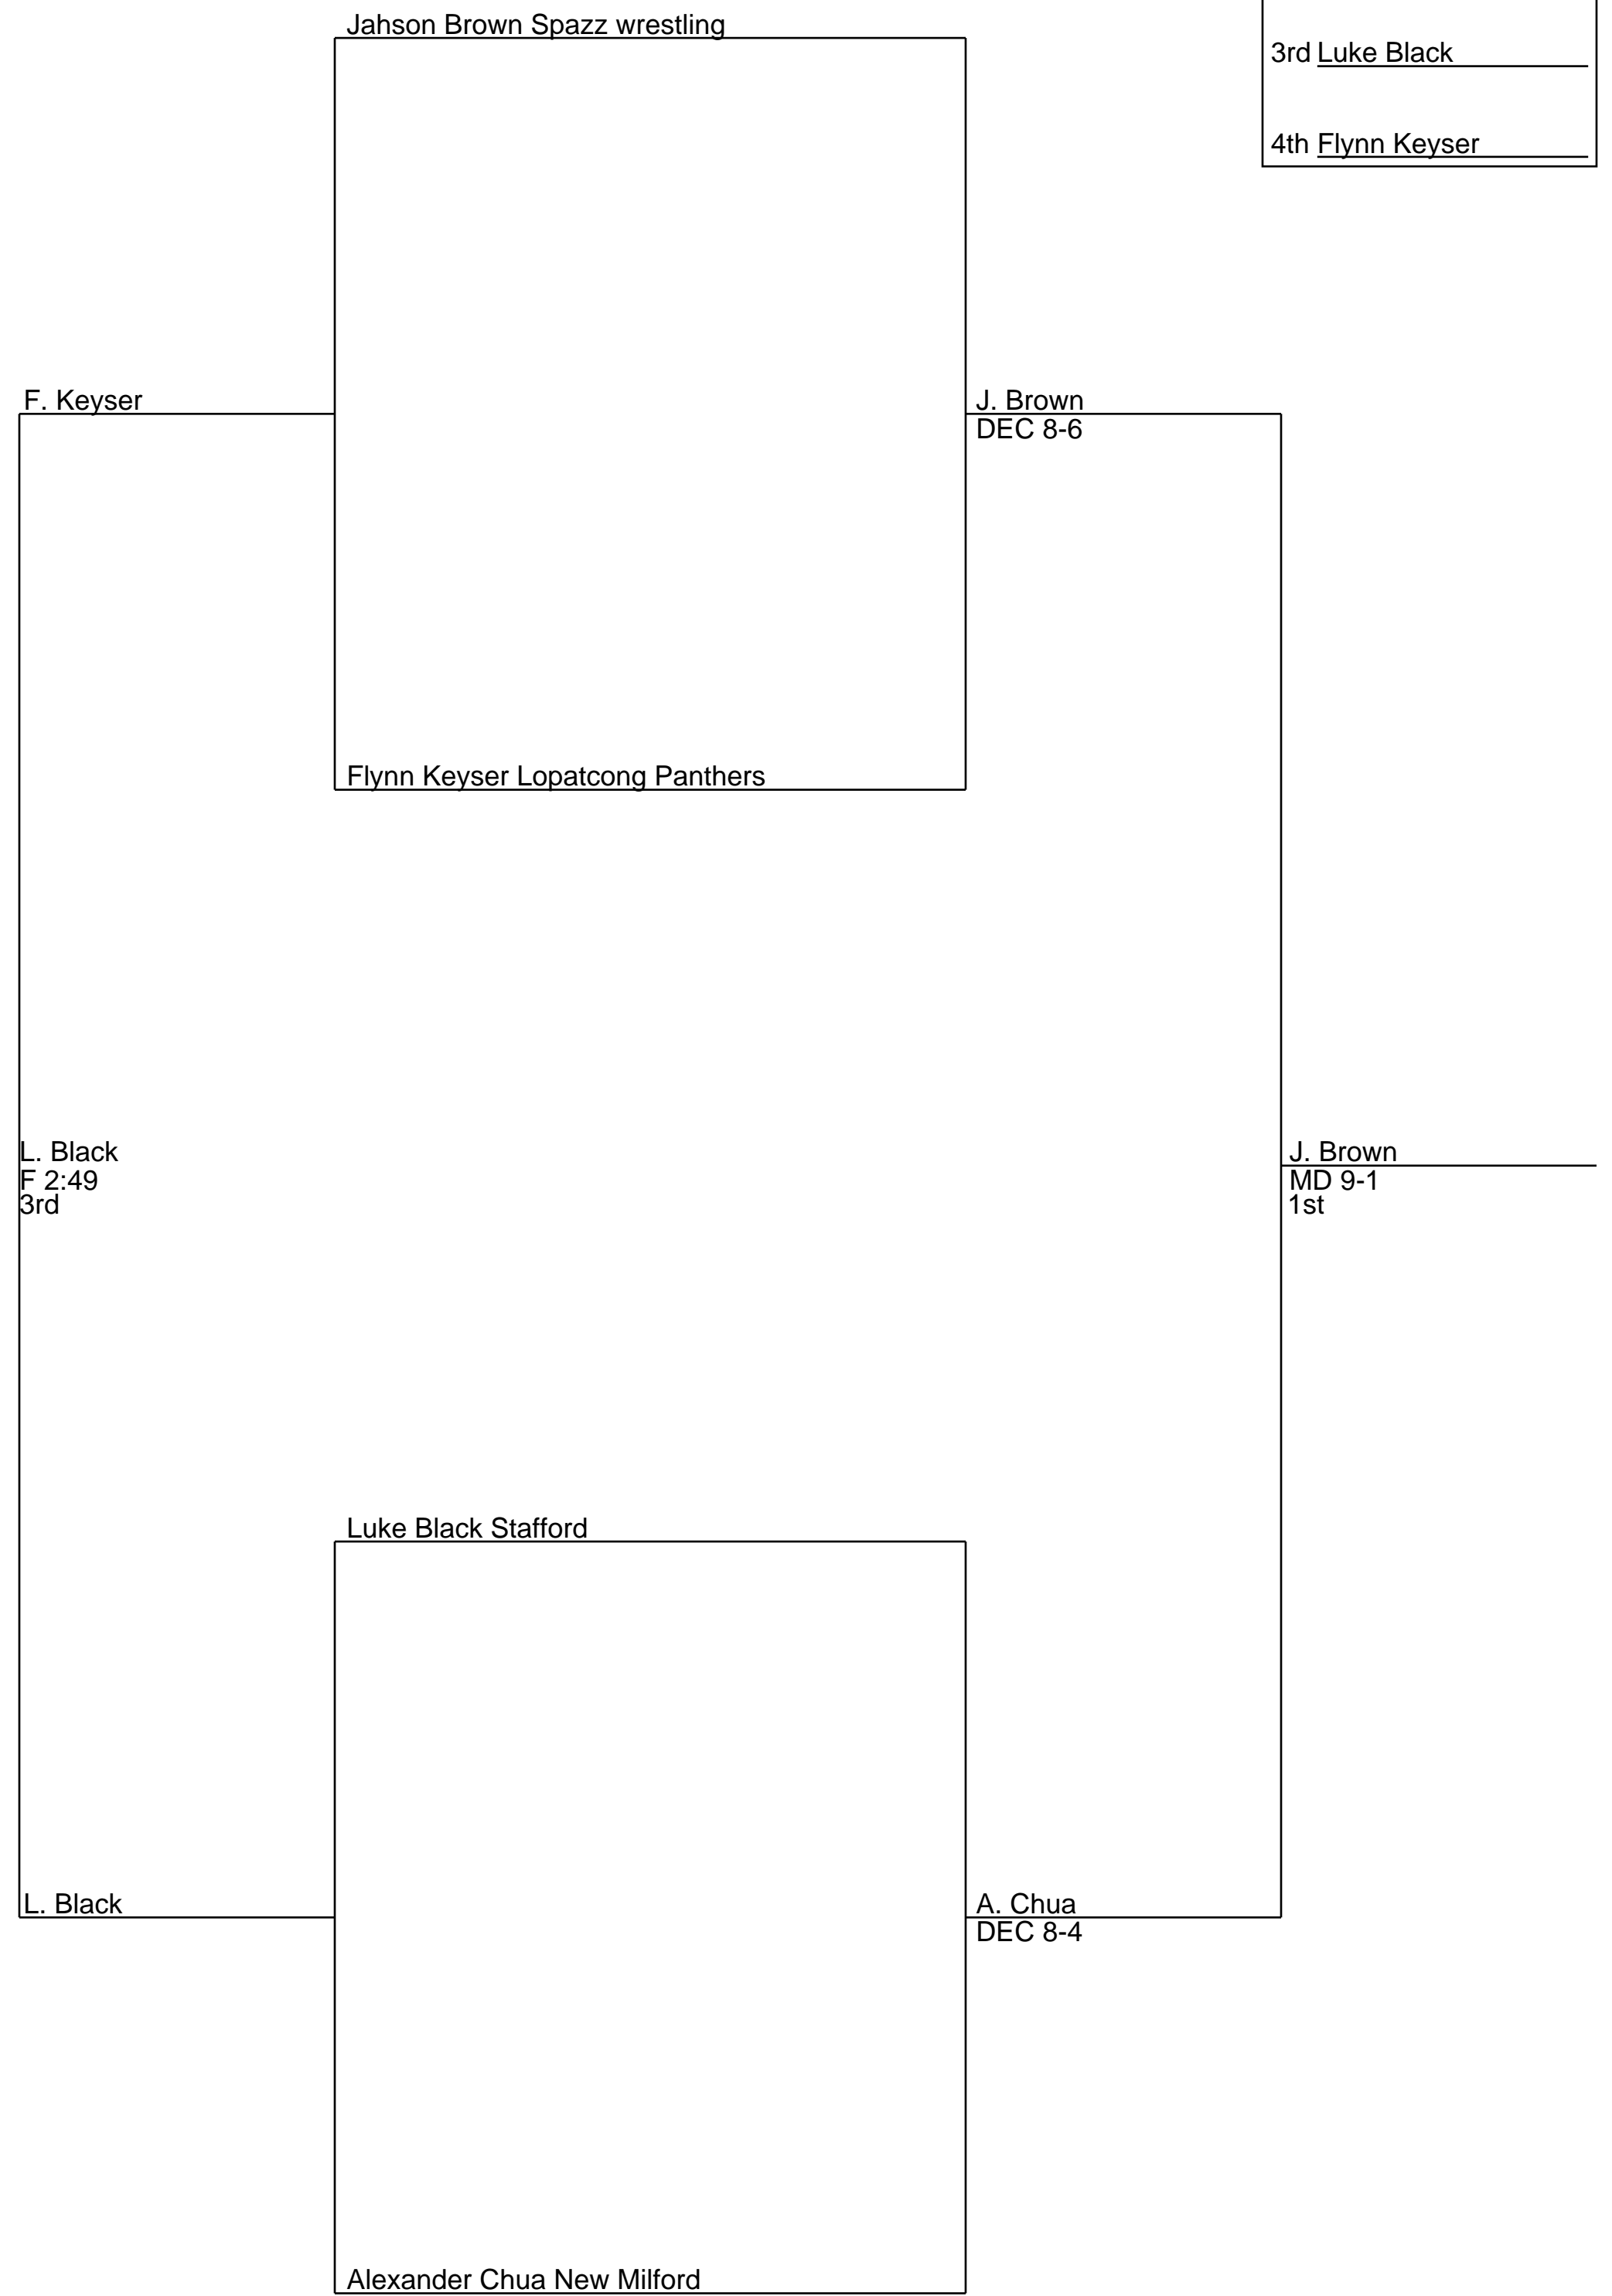 Jahson Brown Spazz wrestling
3rd Luke Black
4th Flynn Keyser
F. Keyser
J. Brown
DEC 8-6
Flynn Keyser Lopatcong Panthers
L. Black
F 2:49
3rd
J. Brown
MD 9-1
1st
Luke Black Stafford
L. Black
A. Chua
DEC 8-4
Alexander Chua New Milford